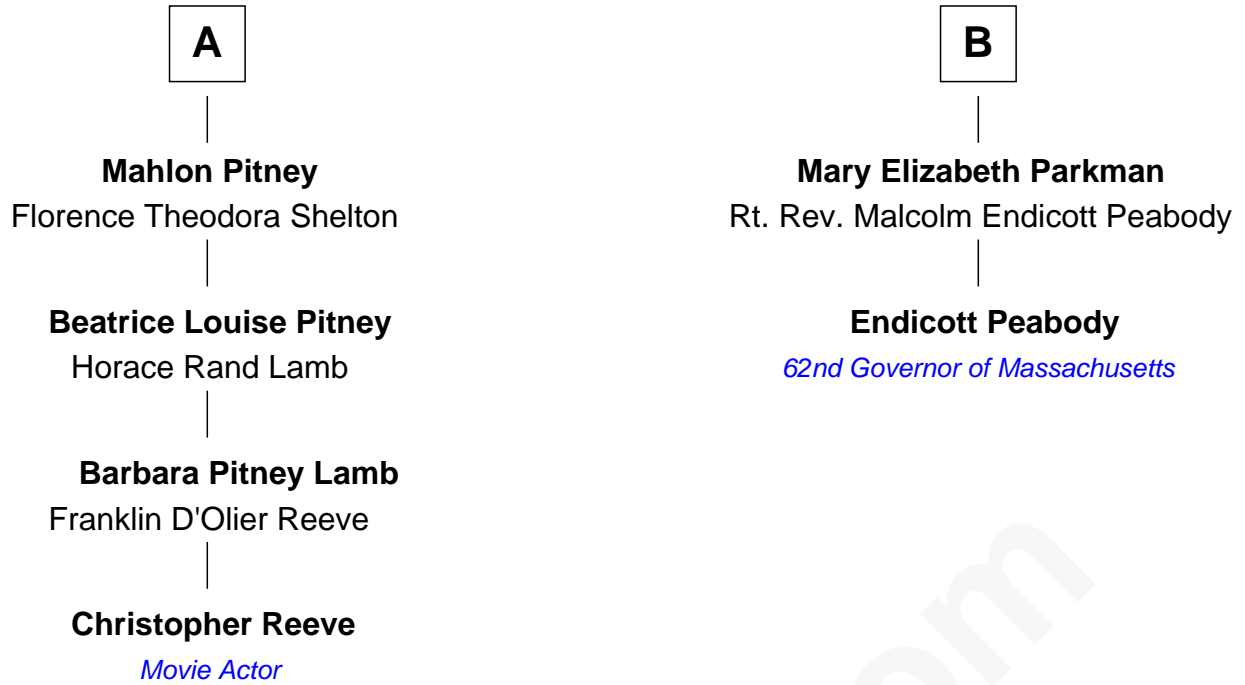 A
Mahlon Pitney
Florence Theodora Shelton
Beatrice Louise Pitney
Horace Rand Lamb
Barbara Pitney Lamb
Franklin D'Olier Reeve
Christopher Reeve
Movie Actor
B
Mary Elizabeth Parkman
Rt. Rev. Malcolm Endicott Peabody
Endicott Peabody
62nd Governor of Massachusetts
om